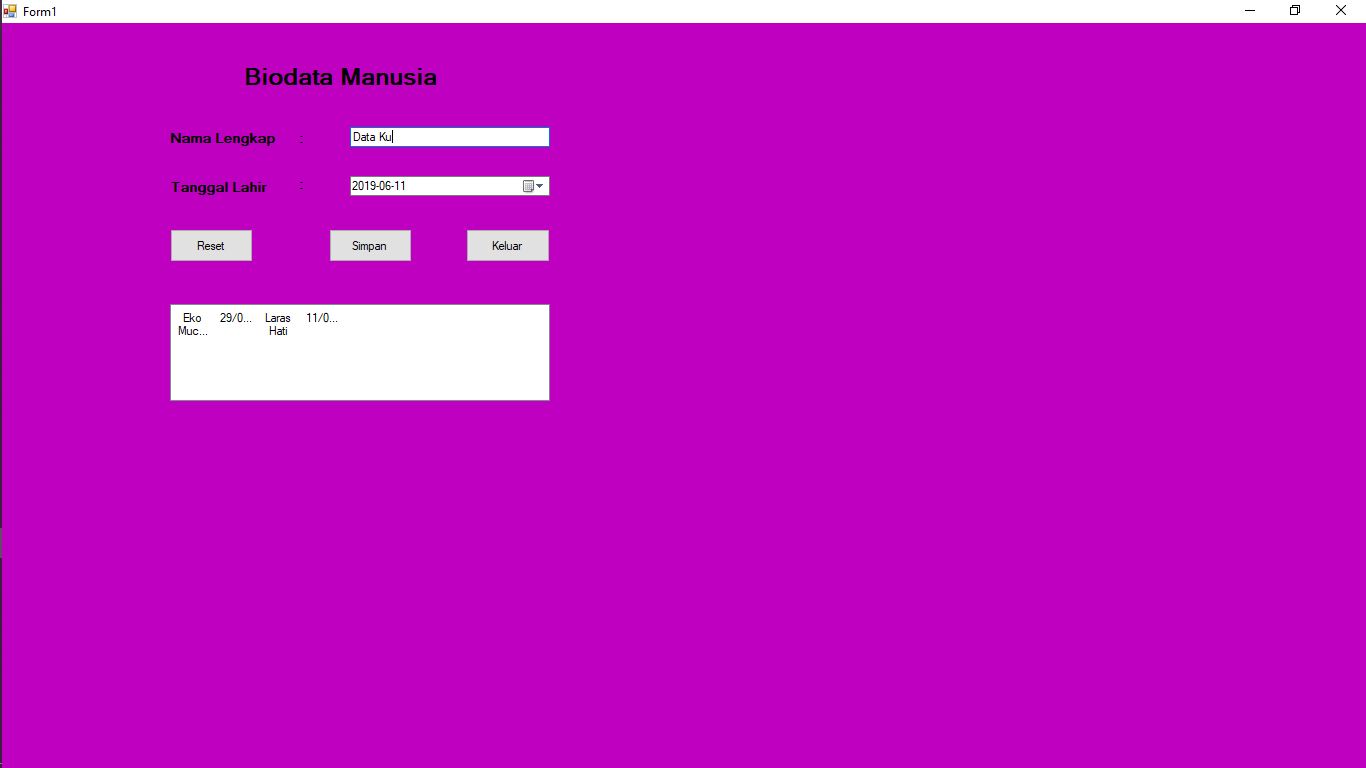 Form1
Biodata Manusia
Nama Lengkap : Data Ku
Tanggal Lahir : 2019-06-11
Reset Simpan Keluar
Eko 29/0... Laras 11/0...
Muc... Hati